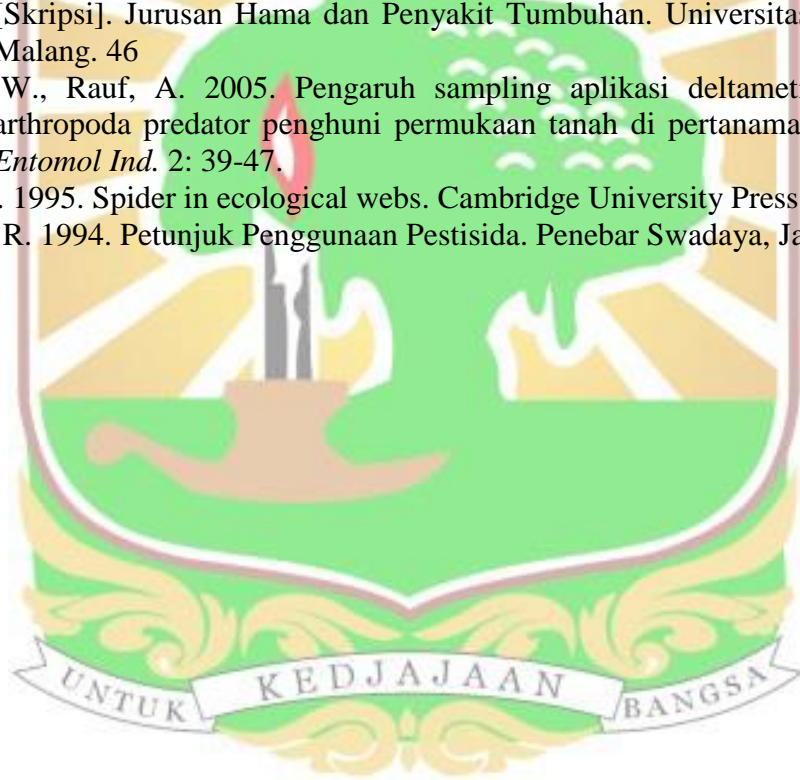 [Skripsi]. Jurusan Hama dan Penyakit Tumbuhan. Universitas
Malang. 46
W., Rauf, A. 2005. Pengaruh sampling aplikasi deltamet
arthropoda predator penghuni permukaan tanah di pertanama
Entomol Ind. 2: 39-47.
. 1995. Spider in ecological webs. Cambridge University Press
R. 1994. Petunjuk Penggunaan Pestisida. Penebar Swadaya, Ja
UNTUK KEDJAJAAN BANGSA